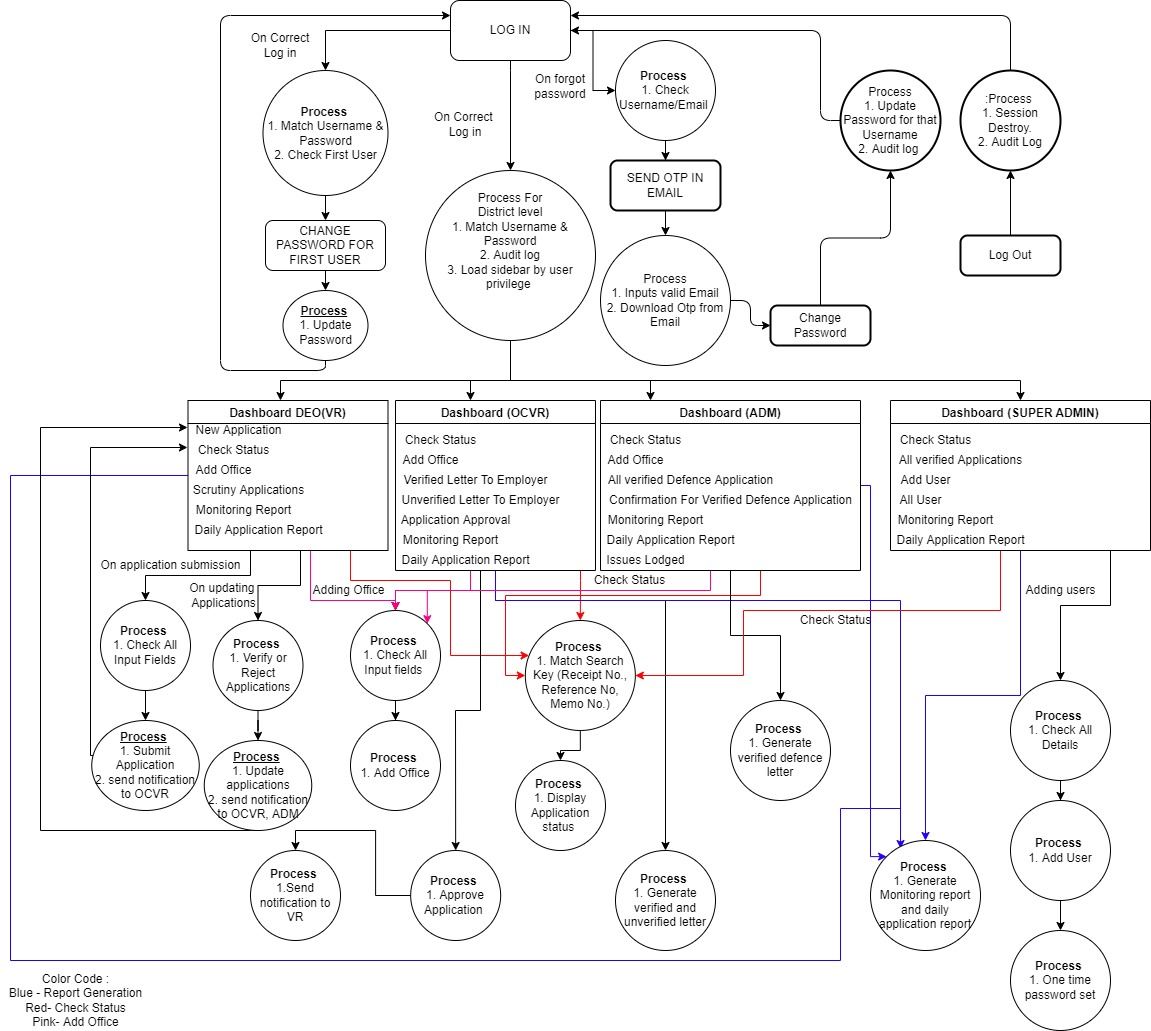 LOG IN
On Correct
Log in
Process
1. Match Username &
Password
2. Check First User
CHANGE
PASSWORD FOR
FIRST USER
Process
1. Update
Password
On Correct
Log in
Process For
District level
1. Match Username &
Password
2. Audit log
3. Load sidebar by user
privilege
On forgot
password
Process
1. Check
Username/Email
SEND OTP IN
EMAIL
Process
1. Inputs valid Email
2. Download Otp from
Email
Change
Password
Process
1. Update
Password for that
Username
2. Audit log
:Process
1. Session
Destroy.
2. Audit Log
Log Out
Dashboard DEO(VR)
New Application
Check Status
Add Office
Scrutiny Applications
Monitoring Report
Daily Application Report
Dashboard (OCVR)
Check Status
Add Office
Verified Letter To Employer
Unverified Letter To Employer
Application Approval
Monitoring Report
Daily Application Report
Dashboard (ADM)
Check Status
Add Office
All verified Defence Application
Confirmation For Verified Defence Application
Monitoring Report
Daily Application Report
Issues Lodged
Dashboard (SUPER ADMIN)
Check Status
All verified Applications
Add User
All User
Monitoring Report
Daily Application Report
On application submission
On updating
Applications
Adding Office
Check Status
Check Status
Adding users
Process
1. Check All
Input Fields
Process
1. Submit
Application
2. send notification
to OCVR
Process
1. Verify or
Reject
Applications
Process
1. Update
applications
2. send notification
to OCVR, ADM
Process
1. Check All
Input fields
Process
1. Add Office
Process
1. Match Search
Key (Receipt No.,
Reference No,
Memo No.)
Process
1. Display
Application
status
Process
1. Generate
verified defence
letter
Process
1. Check All
Details
Process
1. Add User
Process
1. One time
password set
Process
1.Send
notification to
VR
Process
1. Approve
Application
Process
1. Generate
verified and
unverified letter
Process
1. Generate
Monitoring report
and daily
application report
Color Code :
Blue - Report Generation
Red- Check Status
Pink- Add Office